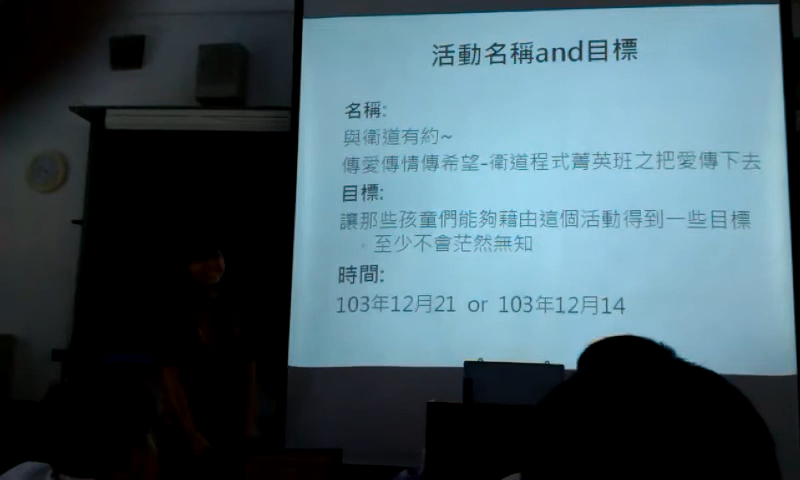 活動名稱and目標
名稱:
與衛道有約~
傳愛傳情傳希望-衛道程式菁英班之把愛傳下去
目標:
讓那些孩童們能夠藉由這個活動得到一些目標
，至少不會茫然無知
時間:
103年12月21 or 103年12月14